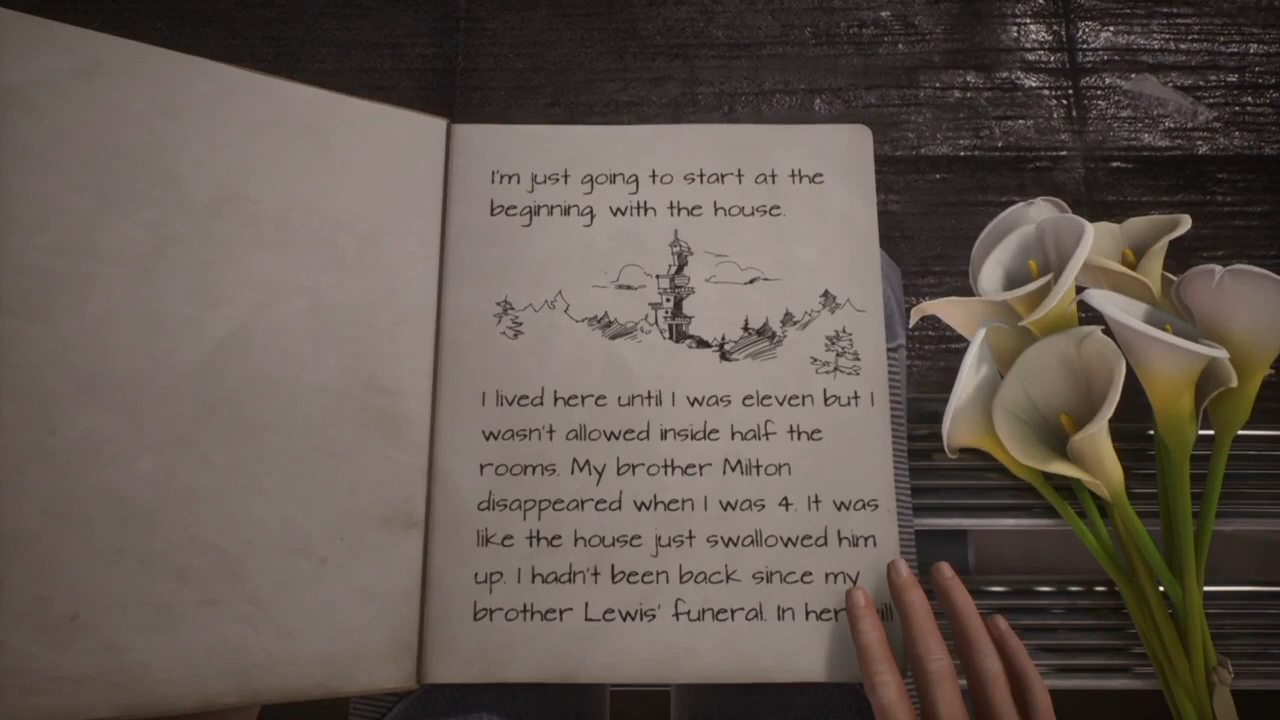 I'm just going to start at the
beginning, with the house.
I lived here until I was eleven but I
wasn't allowed inside half the
rooms. My brother Milton
disappeared when I was 4. It was
like the house just swallowed him
up. I hadn't been back since my
brother Lewis' funeral. In her